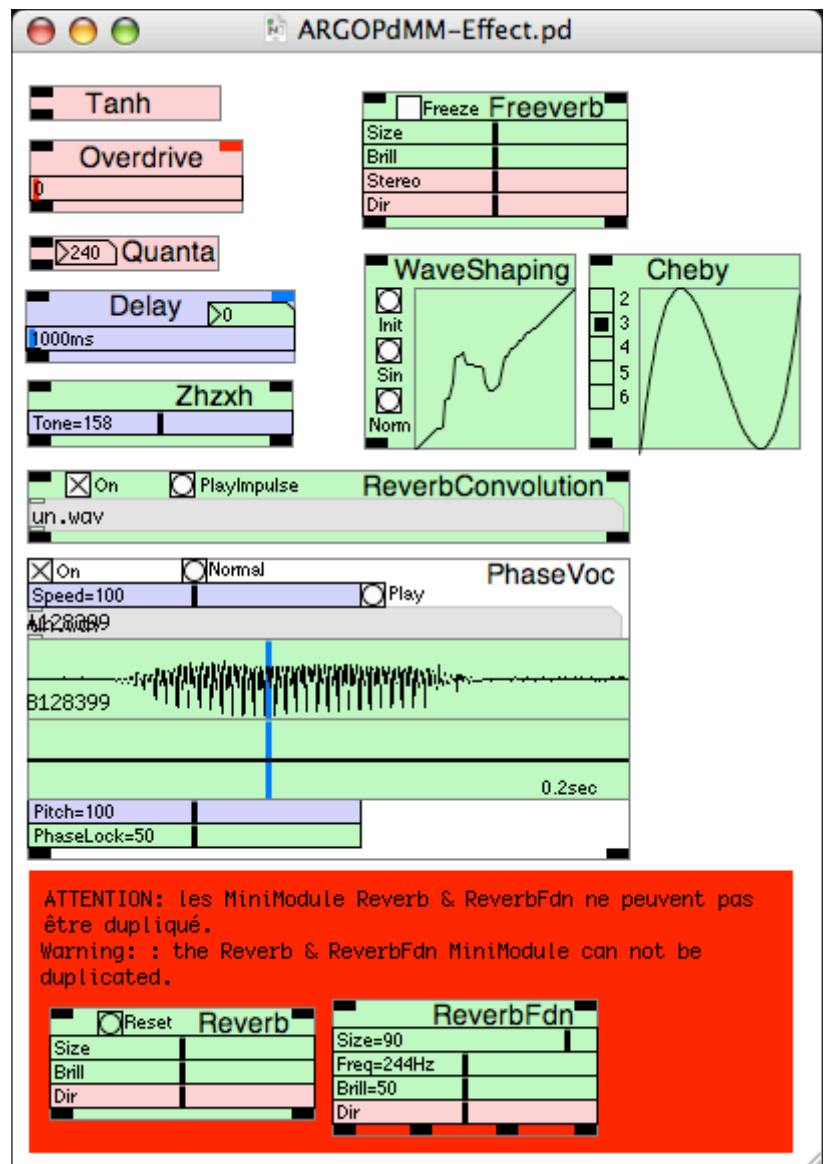 ARGOPdMM-Effect.pd
Tanh
Overdrive
0
240 Quanta
Delay 0
1000ms
Zhzxh
Tone=158
Freeze Freeverb
Size
Brill
Stereo
Dir
WaveShaping
Init
Sin
Norm
Cheby
2
3
4
5
6
On PlayImpulse ReverbConvolution
un.wav
On Normal PhaseVoc
Speed=100 Play
B128399
0.2sec
Pitch=100
PhaseLock=50
ATTENTION: les MiniModule Reverb & ReverbFdn ne peuvent pas
être dupliqué.
Warning: : the Reverb & ReverbFdn MiniModule can not be
duplicated.
Reset Reverb
Size
Brill
Dir
ReverbFdn
Size=90
Freq=244Hz
Brill=50
Dir